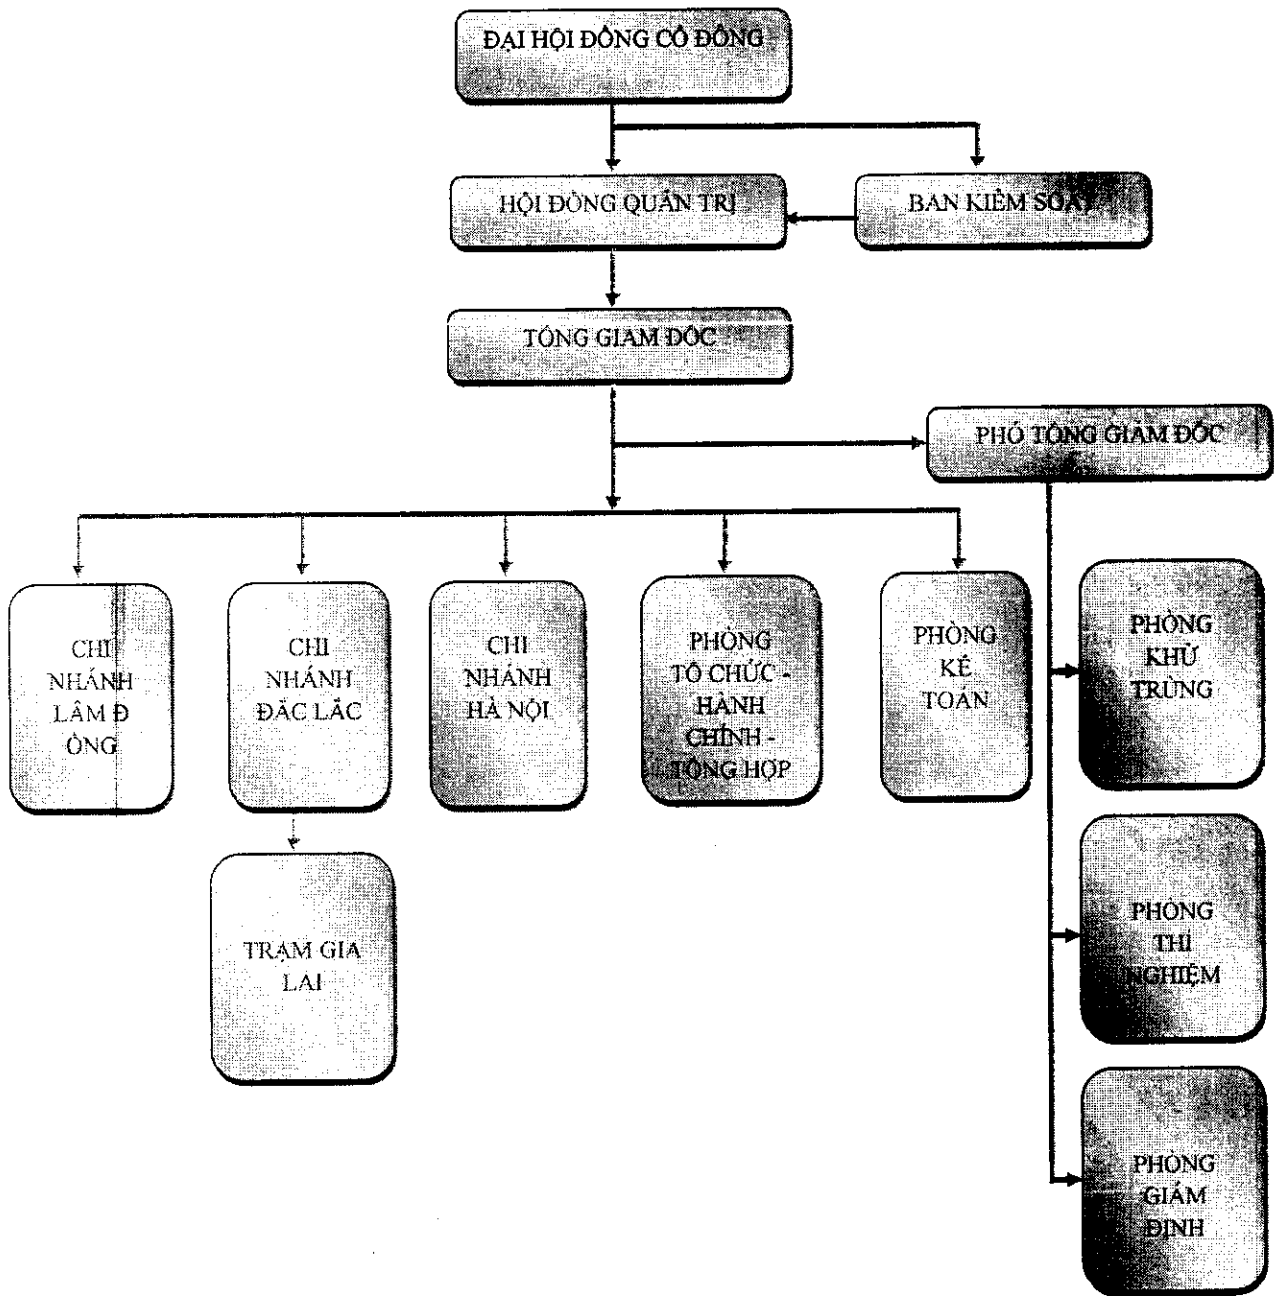 ĐẠI HỘI ĐỒNG CỔ ĐÔNG
HỘI ĐỒNG QUẢN TRỊ
BAN KIỂM SOÁT
TỔNG GIÁM ĐỐC
PHÓ TỔNG GIÁM ĐỐC
CHI
NHÁNH
LÂM Đ
ỒNG
CHI
NHÁNH
ĐĂC LẮC
CHI
NHÁNH
HÀ NỘI
PHÒNG
TỔ CHỨC -
HÀNH
CHÍNH -
TỔNG HỢP
PHÒNG
KẾ
TOÁN
PHÒNG
KHỬ
TRÙNG
TRẠM GIA
LAI
PHÒNG
THÍ
NGHIỆM
PHÒNG
GIÁM
ĐỊNH